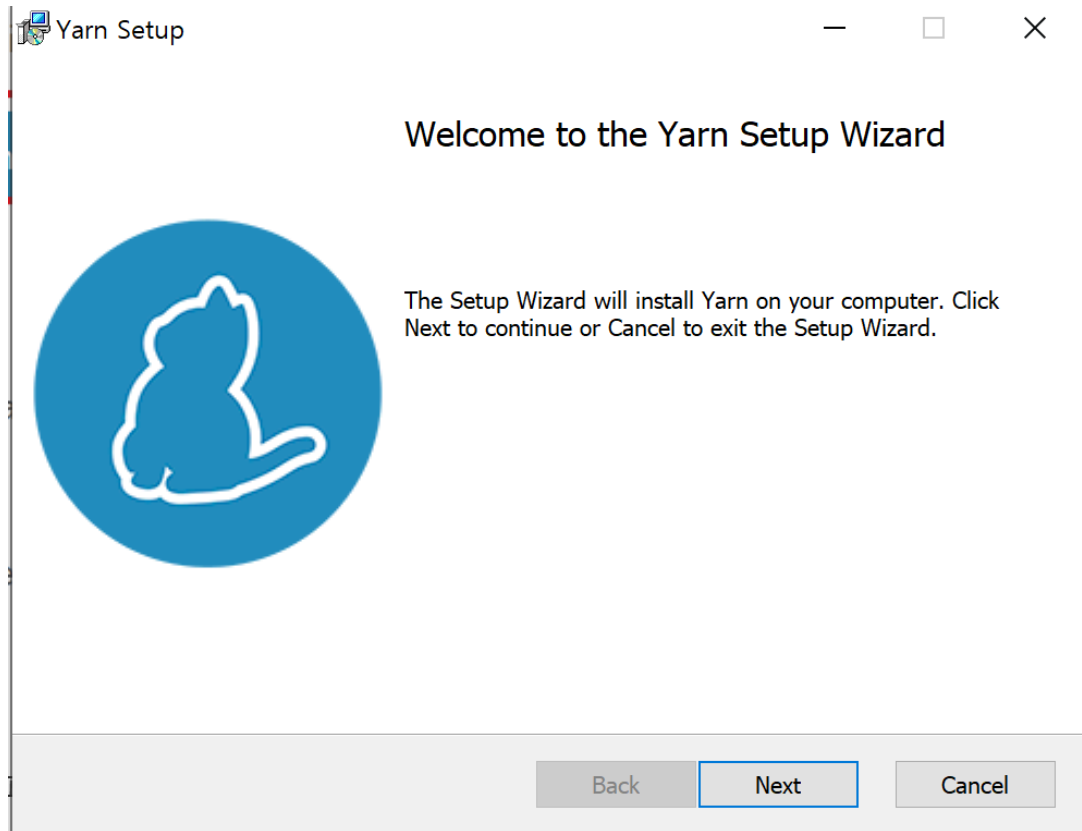 Yarn Setup
Welcome to the Yarn Setup Wizard
The Setup Wizard will install Yarn on your computer. Click
Next to continue or Cancel to exit the Setup Wizard.
Back
Next
Cancel